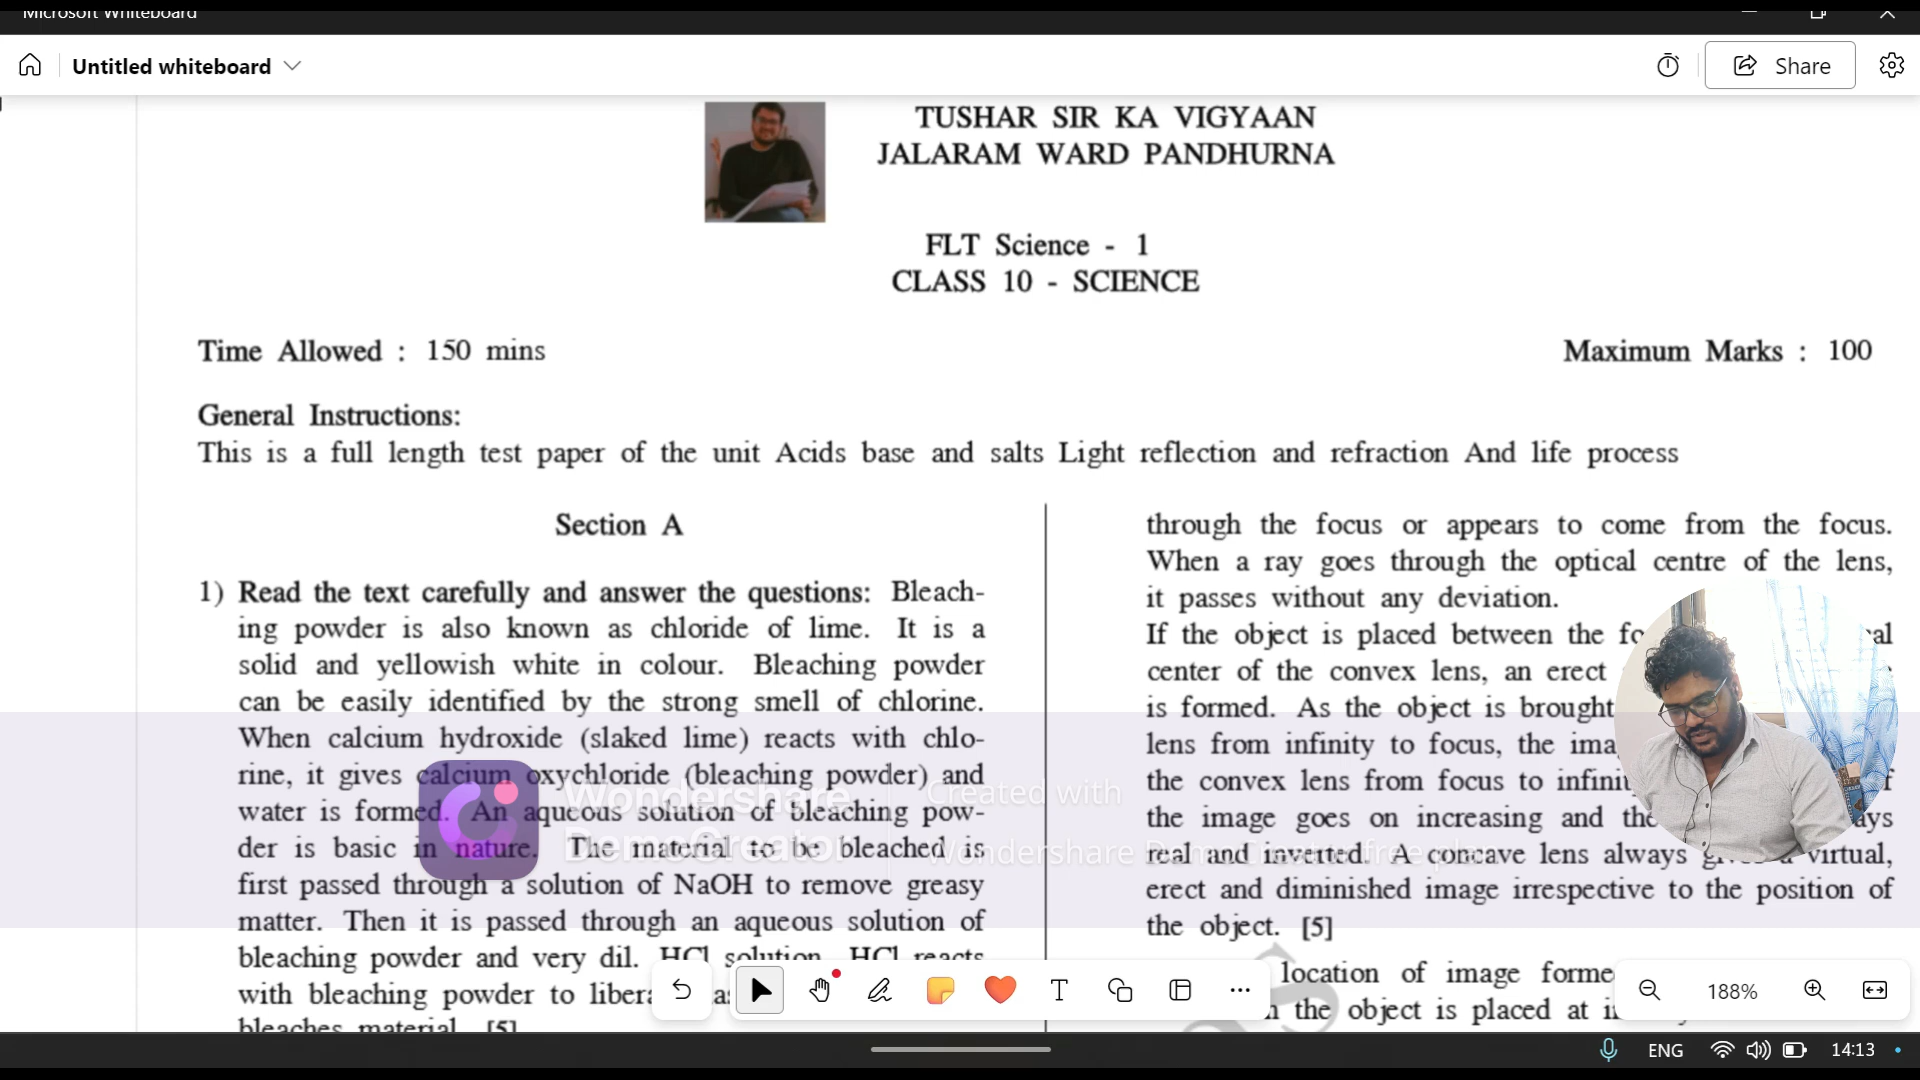 Microsoft Whiteboard
Untitled whiteboard
Share
TUSHAR SIR KA VIGYAAN
JALARAM WARD PANDHURNA
FLT Science - 1
CLASS 10 - SCIENCE
Time Allowed : 150 mins
Maximum Marks : 100
General Instructions:
This is a full length test paper of the unit Acids base and salts Light reflection and refraction And life process
Section A
1) Read the text carefully and answer the questions: Bleach-
ing powder is also known as chloride of lime. It is a
solid and yellowish white in colour. Bleaching powder
can be easily identified by the strong smell of chlorine.
When calcium hydroxide (slaked lime) reacts with chlo-
rine, it gives calcium oxychloride (bleaching powder) and
water is formed. An aqueous solution of bleaching pow-
der is basic in nature. The material to be bleached is
first passed through a solution of NaOH to remove greasy
matter. Then it is passed through an aqueous solution of
bleaching powder and very dil. HCl solution. HCl reacts
with bleaching powder to
bleaches material. [5]
through the focus or appears to come from the focus.
When a ray goes through the optical centre of the lens,
it passes without any deviation.
If the object is placed between the
center of the convex lens, an erect
is formed. As the object is brought
lens from infinity to focus, the
the convex lens from focus to
the image goes on increasing and
real and inverted. A concave lens always virtual,
erect and diminished image irrespective to the position of
the object. [5]
location of image
the object is placed at
Wondershare
DemoCreator
Created with
Wondershare
188%
ENG
14:13